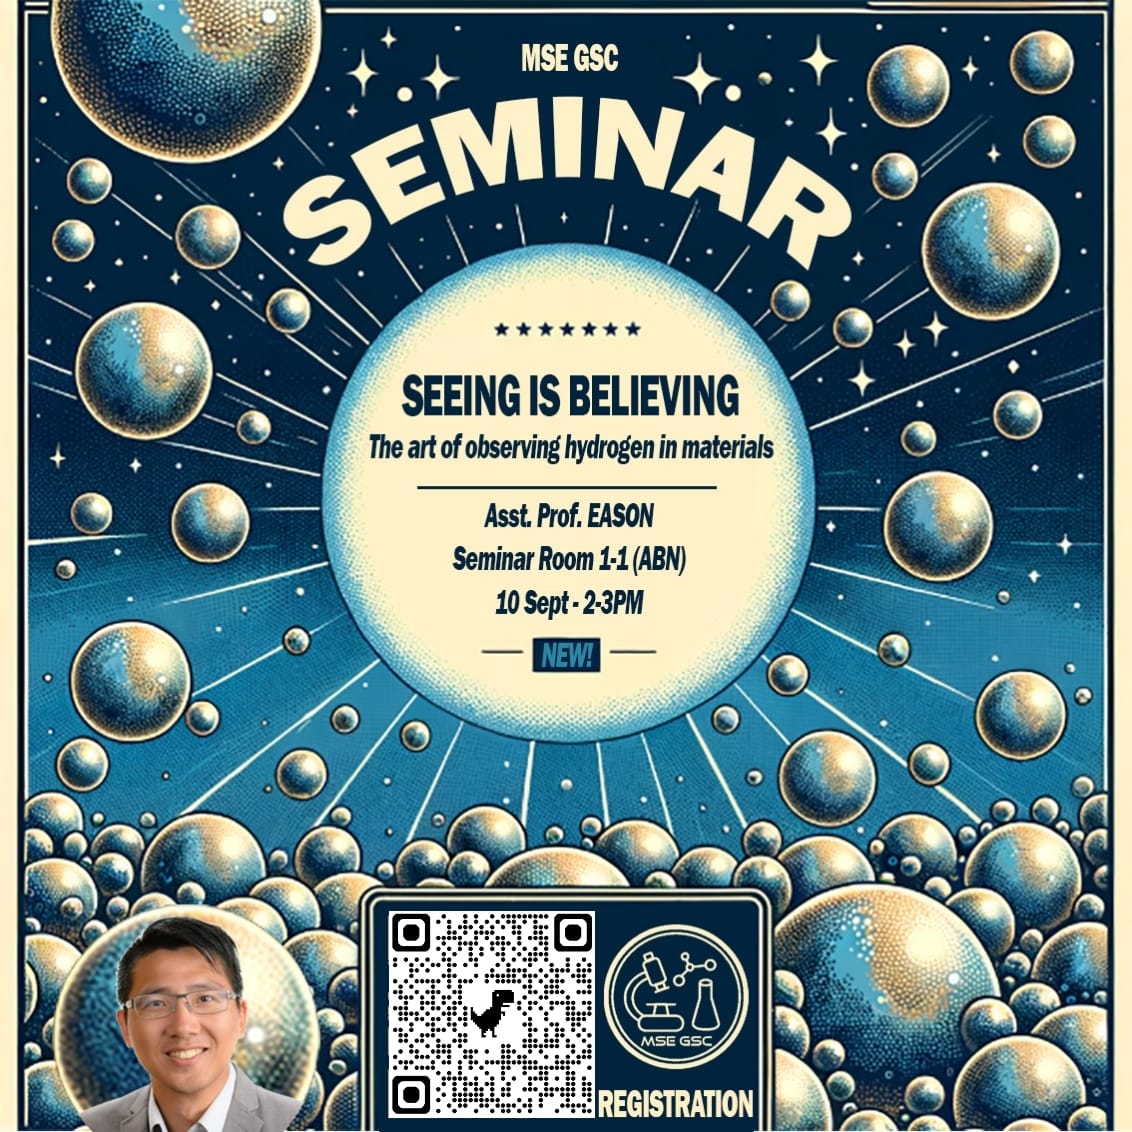 MSE GSC
SEMINAR
SEEING IS BELIEVING
The art of observing hydrogen in materials
Asst. Prof. EASON
Seminar Room 1-1 (ABN)
10 Sept - 2-3PM
NEW!
MSE GSC
REGISTRATION